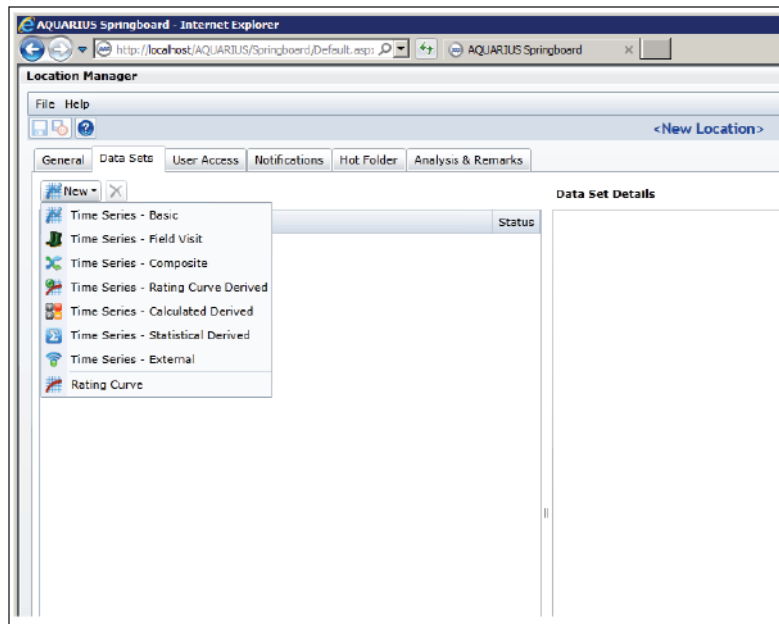 AQUARIUS Springboard - Internet Explorer
http://localhost/AQUARIUS/Springboard/Default.asp:
AQUARIUS Springboard
Location Manager
File Help
<New Location>
General Data Sets User Access Notifications Hot Folder Analysis & Remarks
New
Data Set Details
Status
Time Series - Basic
Time Series - Field Visit
Time Series - Composite
Time Series - Rating Curve Derived
Time Series - Calculated Derived
Time Series - Statistical Derived
Time Series - External
Rating Curve